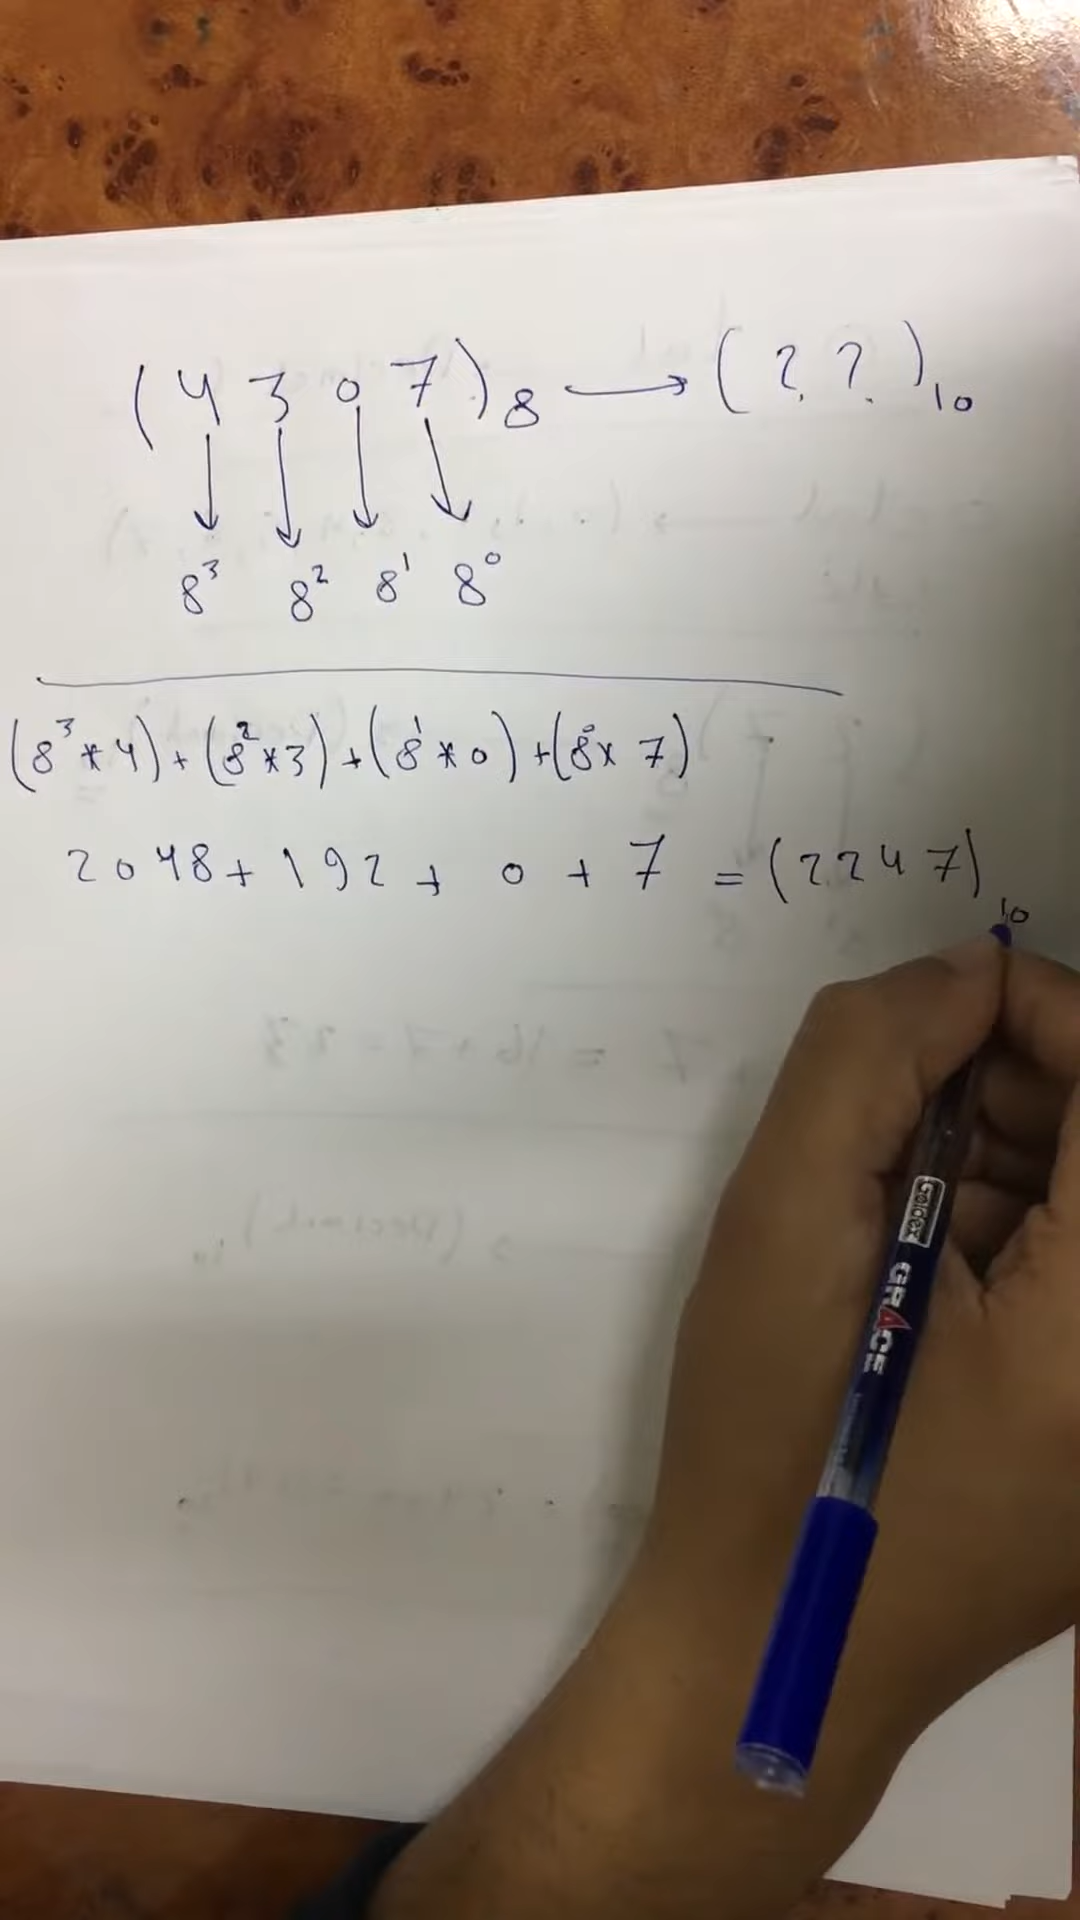 (4 3 0 7)8 → (? ?)10
8³ 8² 8¹ 8⁰
(8³*4)+(8²*3)+(8¹*0)+(8⁰× 7)
2048+192+0+7 =(2247)10
Golden GRACE